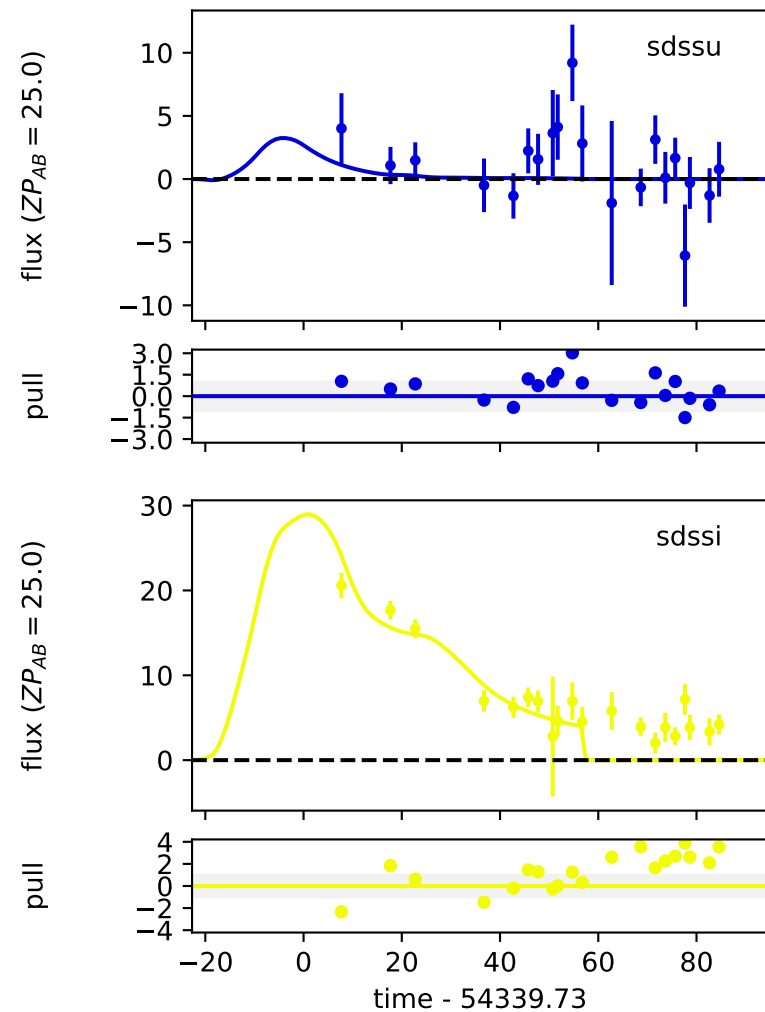 sdssu
flux (ZP_AB = 25.0)
10
5
0
−5
−10
pull
3.0
1.5
0.0
−1.5
−3.0
sdssi
flux (ZP_AB = 25.0)
30
20
10
0
pull
4
2
0
−2
−4
−20 0 20 40 60 80
time - 54339.73